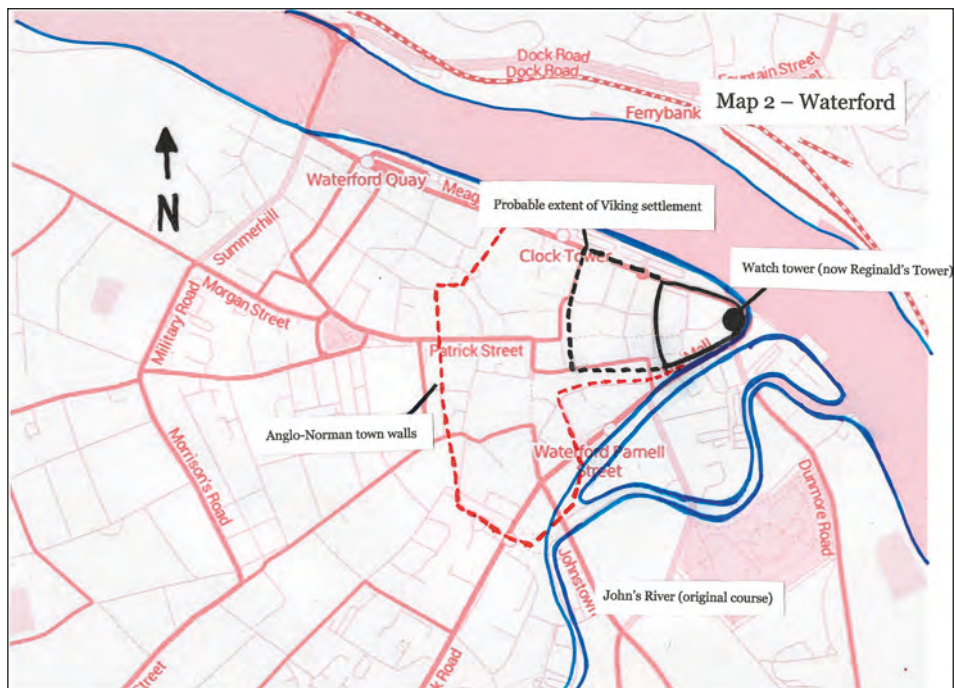 Dock Road
Dock Road
Fountain Street
Map 2 – Waterford
Ferrybank
N
Waterford Quay
Probable extent of Viking settlement
Summerhill
Clock Tower
Watch tower (now Reginald's Tower)
Morgan Street
Military Road
Patrick Street
Mall
Anglo-Norman town walls
Morrison's Road
Waterford Parnell
Street
Dunmore Road
Johnstown
John's River (original course)
Road
Street